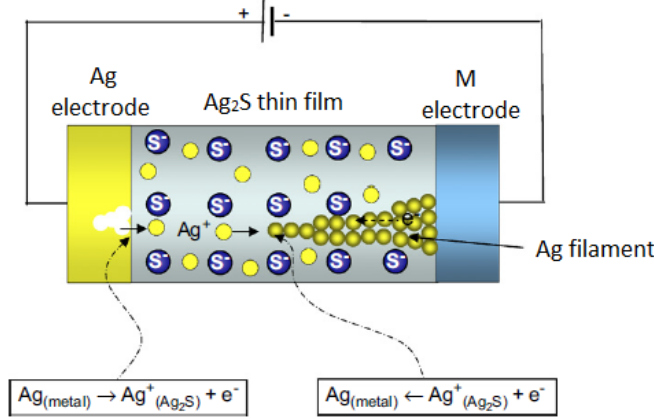 + -
Ag
electrode
Ag₂S thin film
M
electrode
S⁻ S⁻ S⁻ S⁻ S⁻
S⁻ S⁻ S⁻ S⁻
Ag⁺
e⁻
Ag filament
S⁻ S⁻ S⁻ S⁻ S⁻
Ag(metal) → Ag⁺(Ag₂S) + e⁻
Ag(metal) ← Ag⁺(Ag₂S) + e⁻